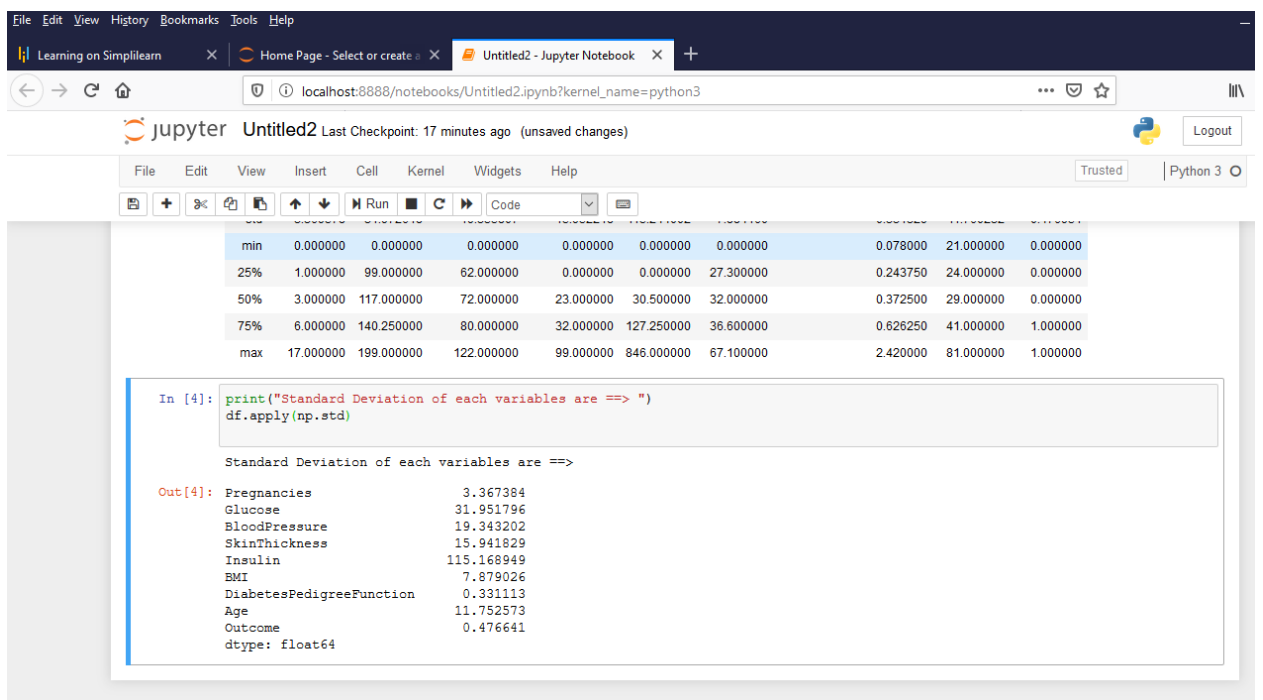 File Edit View History Bookmarks Tools Help
Learning on Simplilearn Home Page - Select or create a Untitled2 - Jupyter Notebook
localhost:8888/notebooks/Untitled2.ipynb?kernel_name=python3
jupyter Untitled2 Last Checkpoint: 17 minutes ago (unsaved changes) Logout
File Edit View Insert Cell Kernel Widgets Help Trusted Python 3
Run Code
min 0.000000 0.000000 0.000000 0.000000 0.000000 0.000000 0.078000 21.000000 0.000000
25% 1.000000 99.000000 62.000000 0.000000 0.000000 27.300000 0.243750 24.000000 0.000000
50% 3.000000 117.000000 72.000000 23.000000 30.500000 32.000000 0.372500 29.000000 0.000000
75% 6.000000 140.250000 80.000000 32.000000 127.250000 36.600000 0.626250 41.000000 1.000000
max 17.000000 199.000000 122.000000 99.000000 846.000000 67.100000 2.420000 81.000000 1.000000
In [4]: print("Standard Deviation of each variables are ==> ")
df.apply(np.std)
Standard Deviation of each variables are ==>
Out[4]: Pregnancies 3.367384
Glucose 31.951796
BloodPressure 19.343202
SkinThickness 15.941829
Insulin 115.168949
BMI 7.879026
DiabetesPedigreeFunction 0.331113
Age 11.752573
Outcome 0.476641
dtype: float64